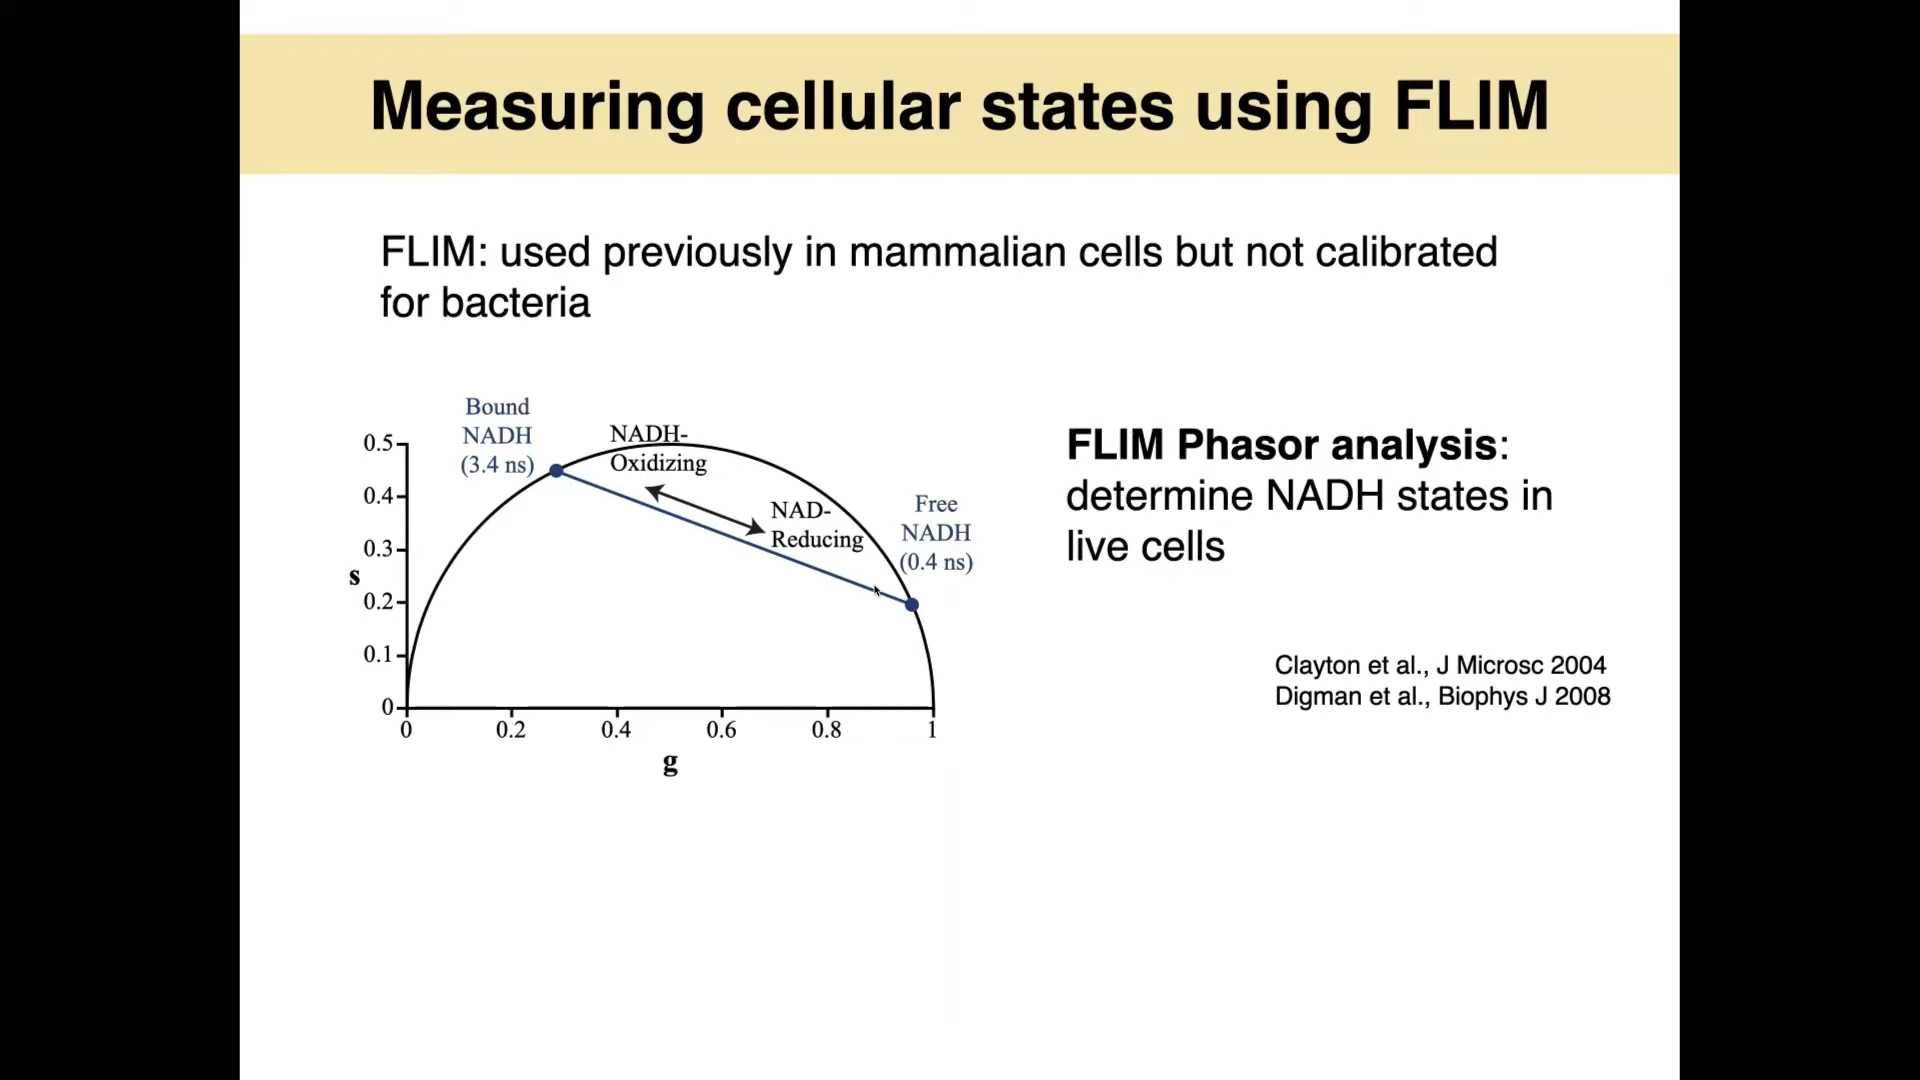 Measuring cellular states using FLIM
FLIM: used previously in mammalian cells but not calibrated
for bacteria
Bound
NADH
(3.4 ns)
NADH-
Oxidizing
NAD-
Reducing
Free
NADH
(0.4 ns)
0.5
0.4
0.3
0.2
0.1
0
s
0
0.2
0.4
0.6
0.8
1
g
FLIM Phasor analysis:
determine NADH states in
live cells
Clayton et al., J Microsc 2004
Digman et al., Biophys J 2008